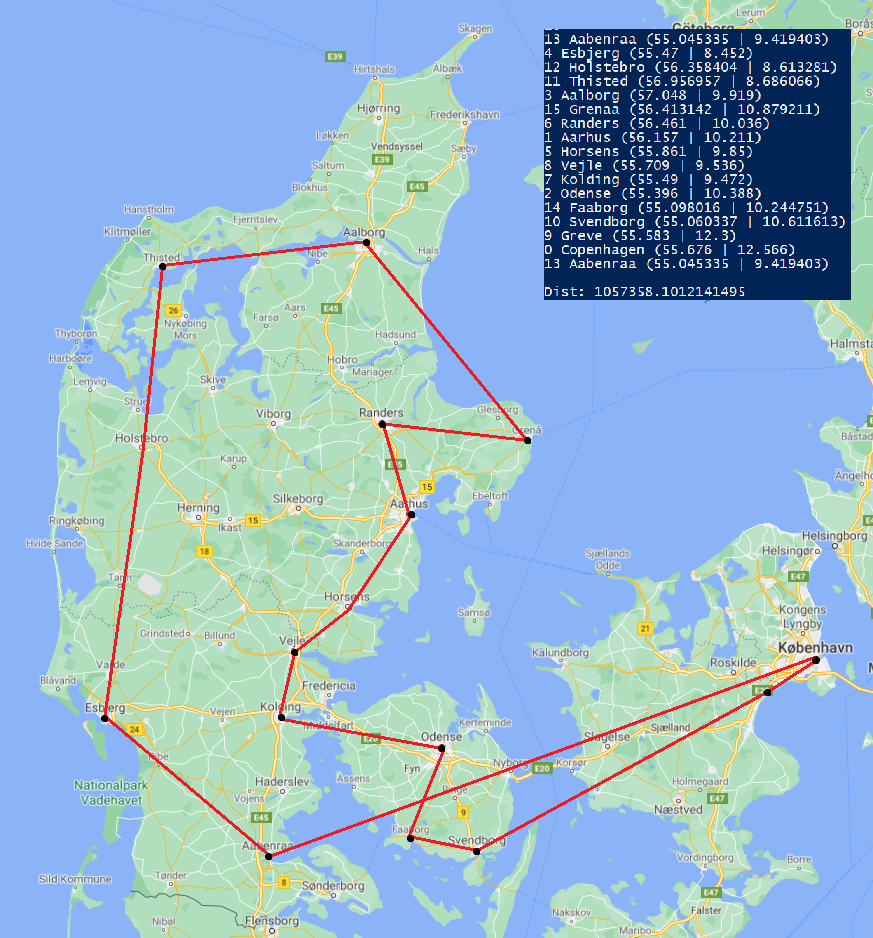 Skagen
Lerum
Göteborg
Borås
E39
Hirtshals
Ålbæk
Hjørring
Frederikshavn
Løkken
Vendsyssel
Sæby
E39
Saltum
E45
Blokhus
Hanstholm
Fjerritslev
Klitmøller
Aalborg
Thisted
Nibe
Hals
26
Aars
E45
Nykøbing
Mors
Farsø
Hadsund
Thyborøn
Harboøre
Hobro
Mariager
Halmsta
Lemvig
Skive
Struer
Viborg
Randers
Glesborg
Grenå
Holstebro
Båstad
Karup
E45
15
Ängelho
Aarhus
Ebeltoft
Herning
Silkeborg
15
Ikast
Ringkøbing
Hvide Sande
18
Skanderborg
Sjællands
Odde
Helsingborg
Helsingør
Tarm
E47
Horsens
Samsø
Kongens
Lyngby
21
Grindsted
Billund
Vejle
Kalundborg
København
Roskilde
Varde
Blåvand
Fredericia
Esbjerg
Vejen
Kolding
Middelfart
E20
Kerteminde
24
Odense
Slagelse
Sjælland
Ribe
Fyn
Nyborg
E20
Korsør
Nationalpark
Vadehavet
Haderslev
Assens
Ringe
Holmegaard
Vojens
9
E47
Næstved
E45
Faaborg
Svendborg
Aabenraa
Vordingborg
Borre
Sild Kommune
Tønder
8
Sønderborg
E47
Nibøl
Flensborg
Nakskov
Falster
Maribo
13 Aabenraa (55.045335 | 9.419403)
4 Esbjerg (55.47 | 8.452)
12 Holstebro (56.358404 | 8.613281)
11 Thisted (56.956957 | 8.686066)
3 Aalborg (57.048 | 9.919)
15 Grenaa (56.413142 | 10.879211)
6 Randers (56.461 | 10.036)
1 Aarhus (56.157 | 10.211)
5 Horsens (55.861 | 9.85)
8 Vejle (55.709 | 9.536)
7 Kolding (55.49 | 9.472)
2 Odense (55.396 | 10.388)
14 Faaborg (55.098016 | 10.244751)
10 Svendborg (55.060337 | 10.611613)
9 Greve (55.583 | 12.3)
0 Copenhagen (55.676 | 12.566)
13 Aabenraa (55.045335 | 9.419403)
Dist: 1057358.1012141495